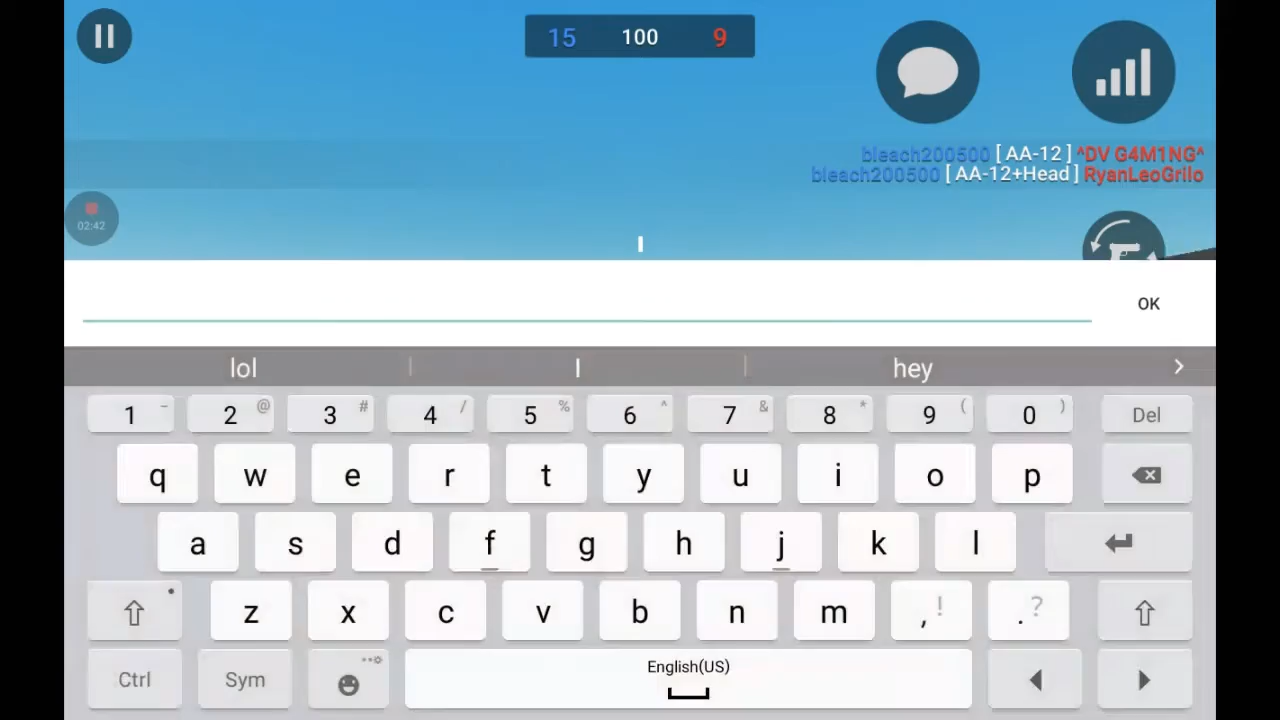 15 100 9
bleach200500 [ AA-12 ] ^DV G4M1NG^
bleach200500 [ AA-12+Head ] RyanLeoGrilo
02:42
OK
lol I hey
1 - 2 @ 3 # 4 / 5 % 6 ^ 7 & 8 * 9 ( 0 ) Del
q w e r t y u i o p
a s d f g h j k l
z x c v b n m , ! . ?
Ctrl Sym English(US)